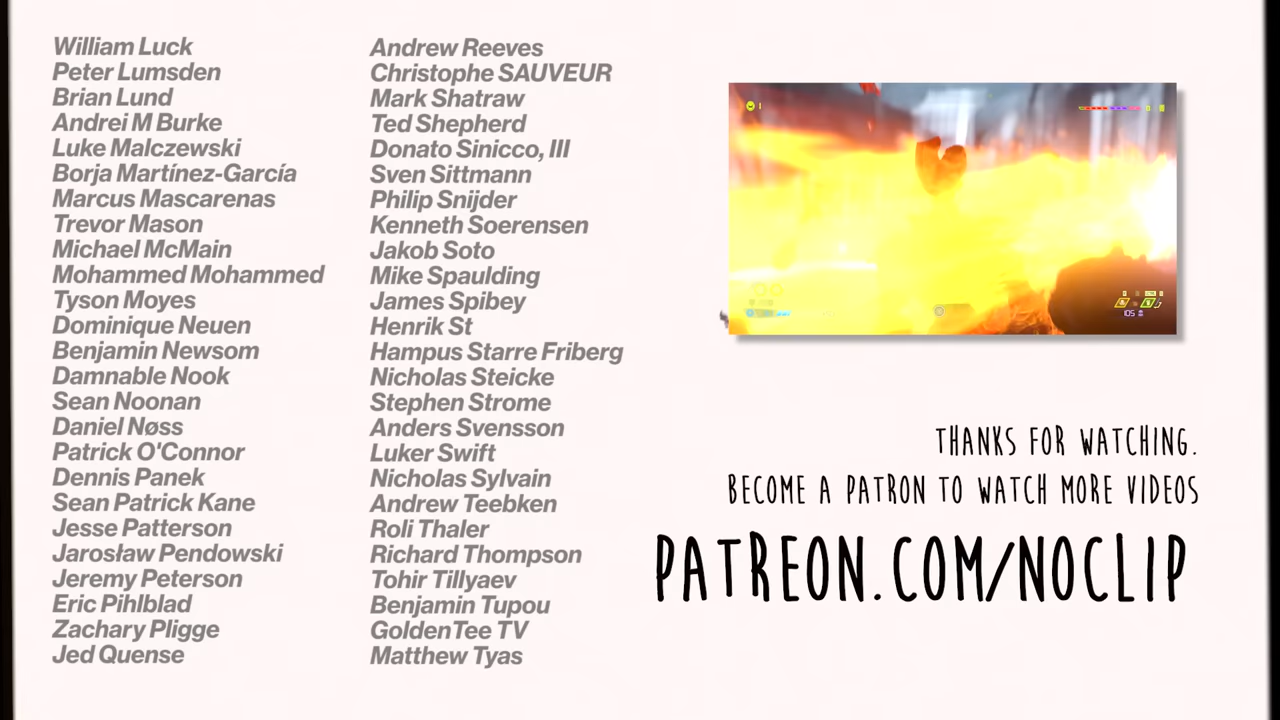 William Luck
Peter Lumsden
Brian Lund
Andrei M Burke
Luke Malczewski
Borja Martínez-García
Marcus Mascarenas
Trevor Mason
Michael McMain
Mohammed Mohammed
Tyson Moyes
Dominique Neuen
Benjamin Newsom
Damnable Nook
Sean Noonan
Daniel Nøss
Patrick O'Connor
Dennis Panek
Sean Patrick Kane
Jesse Patterson
Jarosław Pendowski
Jeremy Peterson
Eric Pihlblad
Zachary Pligge
Jed Quense
Andrew Reeves
Christophe SAUVEUR
Mark Shatraw
Ted Shepherd
Donato Sinicco, III
Sven Sittmann
Philip Snijder
Kenneth Soerensen
Jakob Soto
Mike Spaulding
James Spibey
Henrik St
Hampus Starre Friberg
Nicholas Steicke
Stephen Strome
Anders Svensson
Luker Swift
Nicholas Sylvain
Andrew Teebken
Roli Thaler
Richard Thompson
Tohir Tillyaev
Benjamin Tupou
GoldenTee TV
Matthew Tyas
105
THANKS FOR WATCHING.
BECOME A PATRON TO WATCH MORE VIDEOS
PATREON.COM/NOCLIP